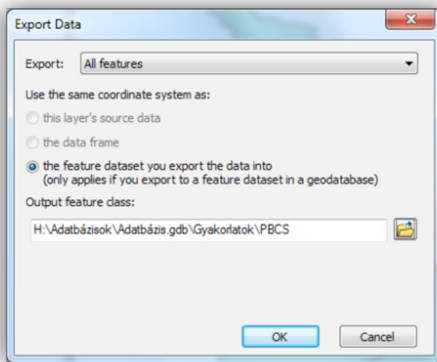 Export Data
Export: All features
Use the same coordinate system as:
this layer's source data
the data frame
the feature dataset you export the data into
(only applies if you export to a feature dataset in a geodatabase)
Output feature class:
H:\Adatbázisok\Adatbázis.gdb\Gyakorlatok\PBCS
OK Cancel